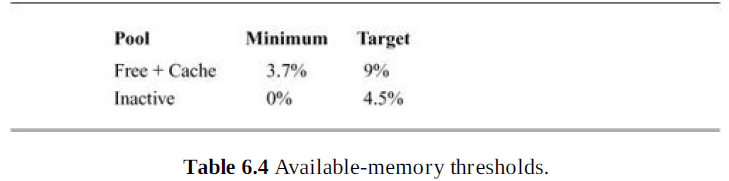 Pool Minimum Target
Free + Cache 3.7% 9%
Inactive 0% 4.5%
Table 6.4 Available-memory thresholds.